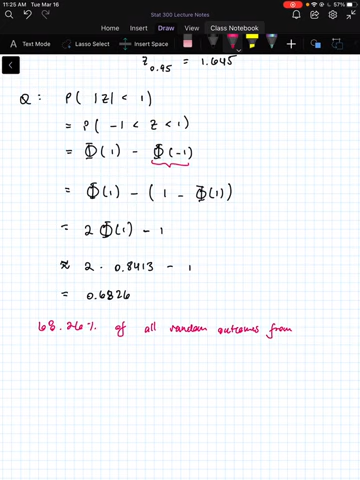 11:25 AM Tue Mar 16
57%
Stat 300 Lecture Notes
Home Insert Draw View Class Notebook
A Text Mode Lasso Select Insert Space
z_0.95 = 1.645
Q: P( |Z| < 1)
= P( -1 < Z < 1)
= Φ(1) - Φ(-1)
= Φ(1) - (1 - Φ(1))
= 2 Φ(1) - 1
≈ 2 · 0.8413 - 1
= 0.6826
68.26% of all random outcomes from